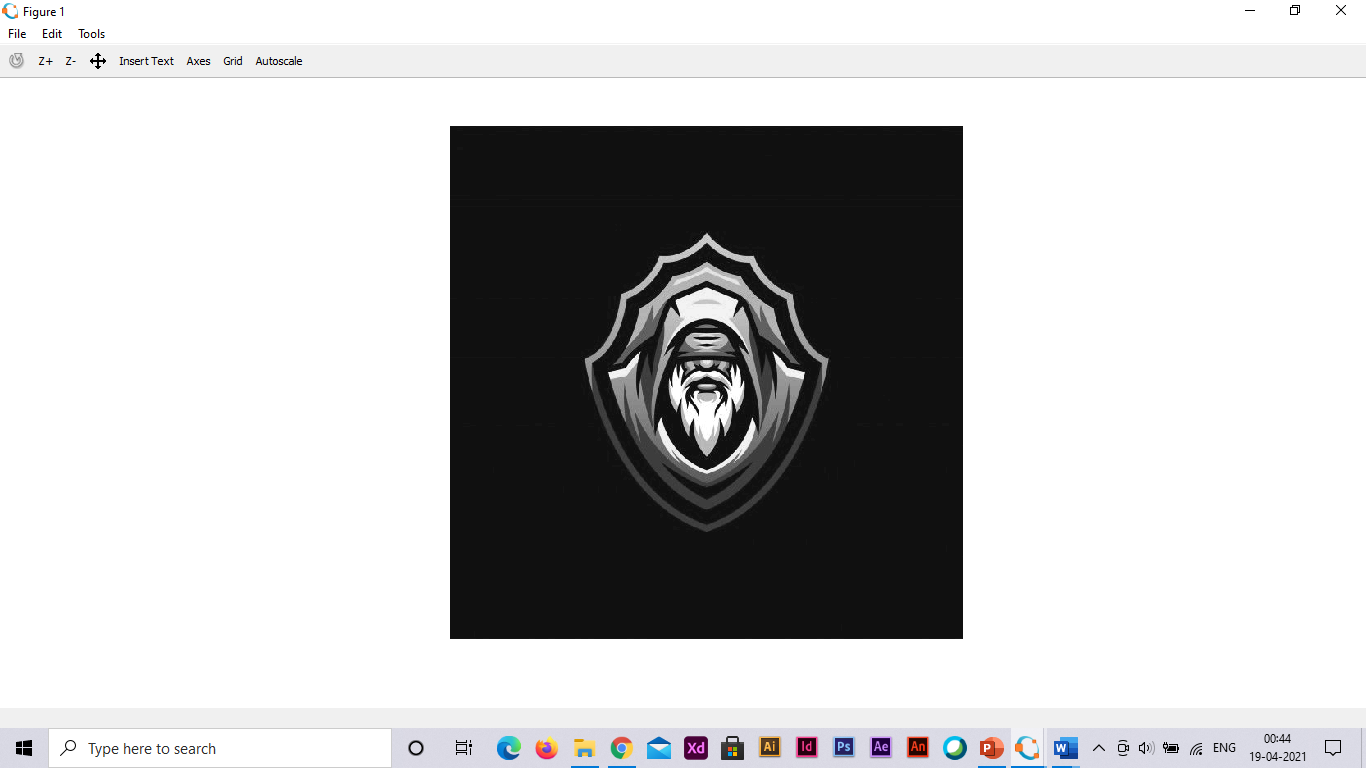 Figure 1
File Edit Tools
Z+ Z- Insert Text Axes Grid Autoscale
Type here to search
Xd Ai Id Ps Ae An P W ENG
00:44
19-04-2021